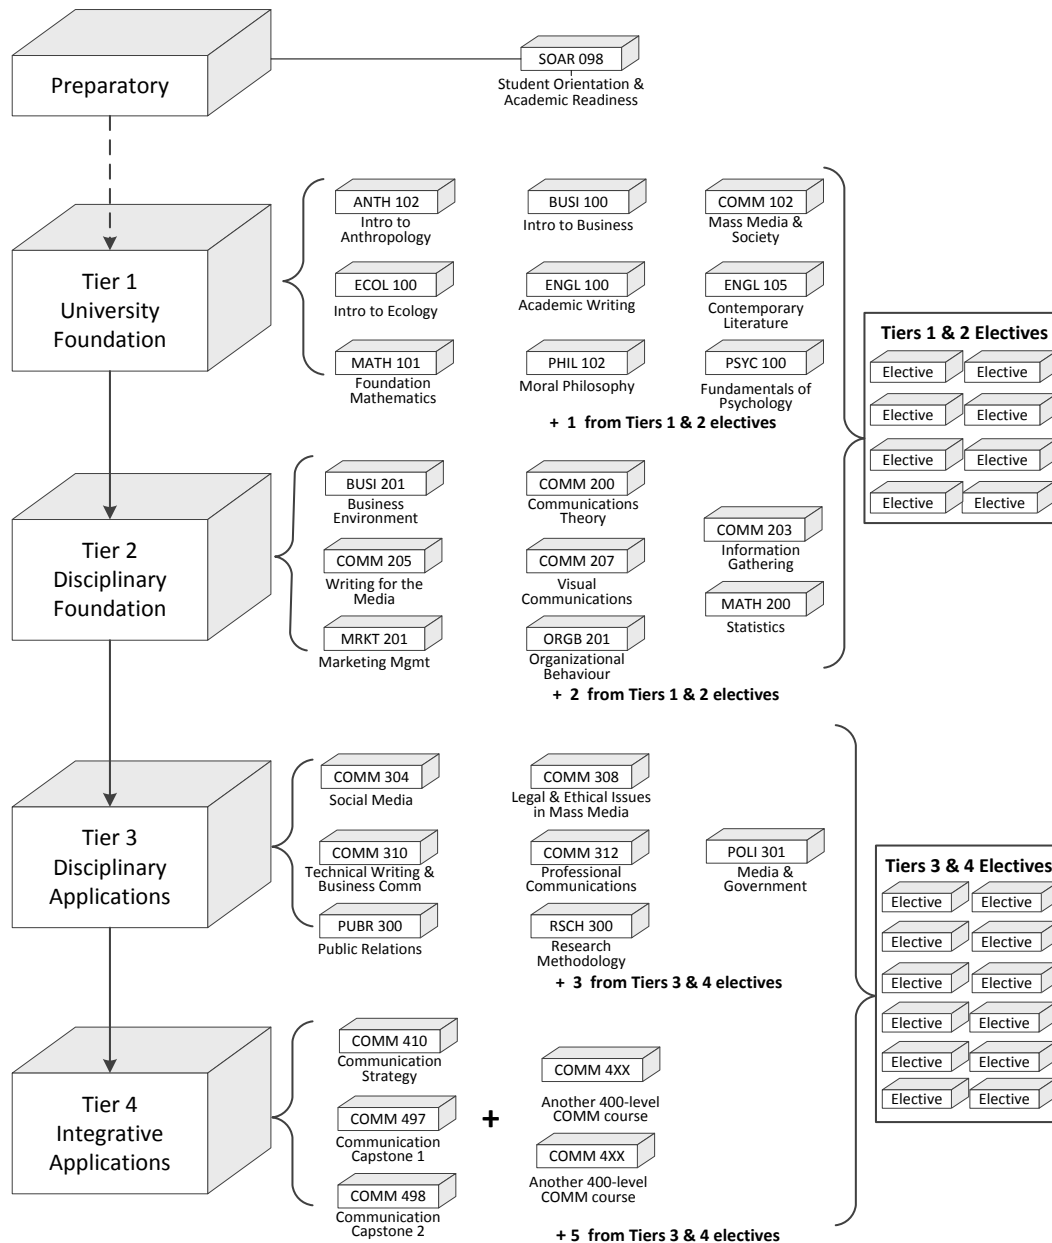 Preparatory
SOAR 098
Student Orientation &
Academic Readiness
Tier 1
University
Foundation
ANTH 102
Intro to
Anthropology
BUSI 100
Intro to Business
COMM 102
Mass Media &
Society
ECOL 100
Intro to Ecology
ENGL 100
Academic Writing
ENGL 105
Contemporary
Literature
MATH 101
Foundation
Mathematics
PHIL 102
Moral Philosophy
PSYC 100
Fundamentals of
Psychology
+ 1 from Tiers 1 & 2 electives
Tiers 1 & 2 Electives
Elective
Elective
Elective
Elective
Elective
Elective
Elective
Elective
Tier 2
Disciplinary
Foundation
BUSI 201
Business
Environment
COMM 200
Communications
Theory
COMM 203
Information
Gathering
COMM 205
Writing for the
Media
COMM 207
Visual
Communications
MATH 200
Statistics
MRKT 201
Marketing Mgmt
ORGB 201
Organizational
Behaviour
+ 2 from Tiers 1 & 2 electives
Tier 3
Disciplinary
Applications
COMM 304
Social Media
COMM 308
Legal & Ethical Issues
in Mass Media
COMM 310
Technical Writing &
Business Comm
COMM 312
Professional
Communications
POLI 301
Media &
Government
PUBR 300
Public Relations
RSCH 300
Research
Methodology
+ 3 from Tiers 3 & 4 electives
Tiers 3 & 4 Electives
Elective
Elective
Elective
Elective
Elective
Elective
Elective
Elective
Elective
Elective
Elective
Elective
Tier 4
Integrative
Applications
COMM 410
Communication
Strategy
COMM 497
Communication
Capstone 1
COMM 498
Communication
Capstone 2
+
COMM 4XX
Another 400-level
COMM course
COMM 4XX
Another 400-level
COMM course
+ 5 from Tiers 3 & 4 electives